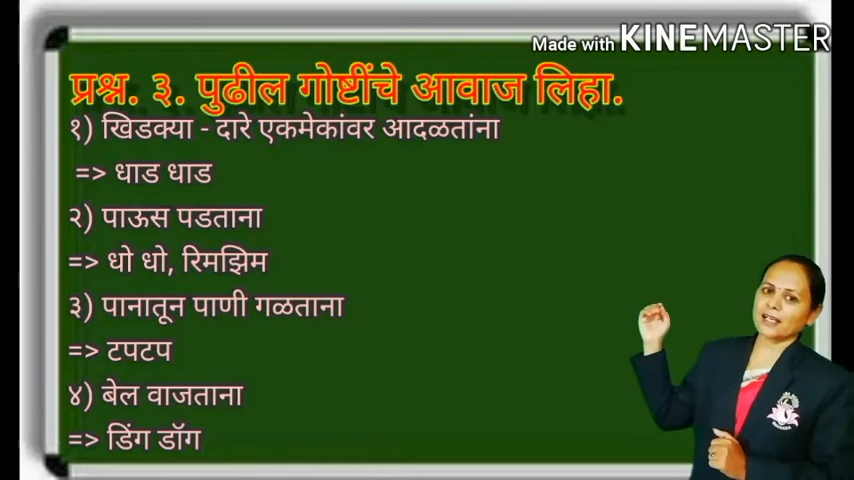 Made with KINEMASTER
प्रश्न. ३. पुढील गोष्टींचे आवाज लिहा.
१) खिडक्या - दारे एकमेकांवर आदळतांना
=> धाड धाड
२) पाऊस पडताना
=> धो धो, रिमझिम
३) पानातून पाणी गळताना
=> टपटप
४) बेल वाजताना
=> डिंग डॉग